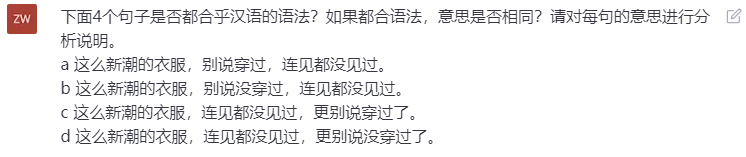 ZW
下面4个句子是否都合乎汉语的语法？如果都合语法，意思是否相同？请对每句的意思进行分
析说明。
a 这么新潮的衣服，别说穿过，连见都没见过。
b 这么新潮的衣服，别说没穿过，连见都没见过。
c 这么新潮的衣服，连见都没见过，更别说穿过了。
d 这么新潮的衣服，连见都没见过，更别说没穿过了。